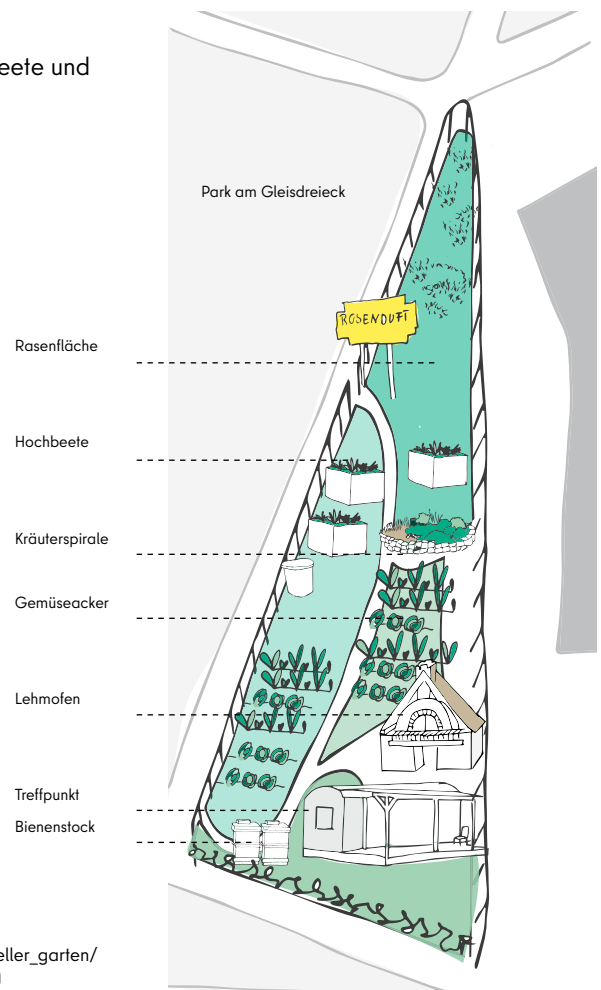 eete und
Park am Gleisdreieck
ROSENDUFT
Rasenfläche
Hochbeete
Kräuterspirale
Gemüseacker
Lehmofen
Treffpunkt
Bienenstock
eller_garten/